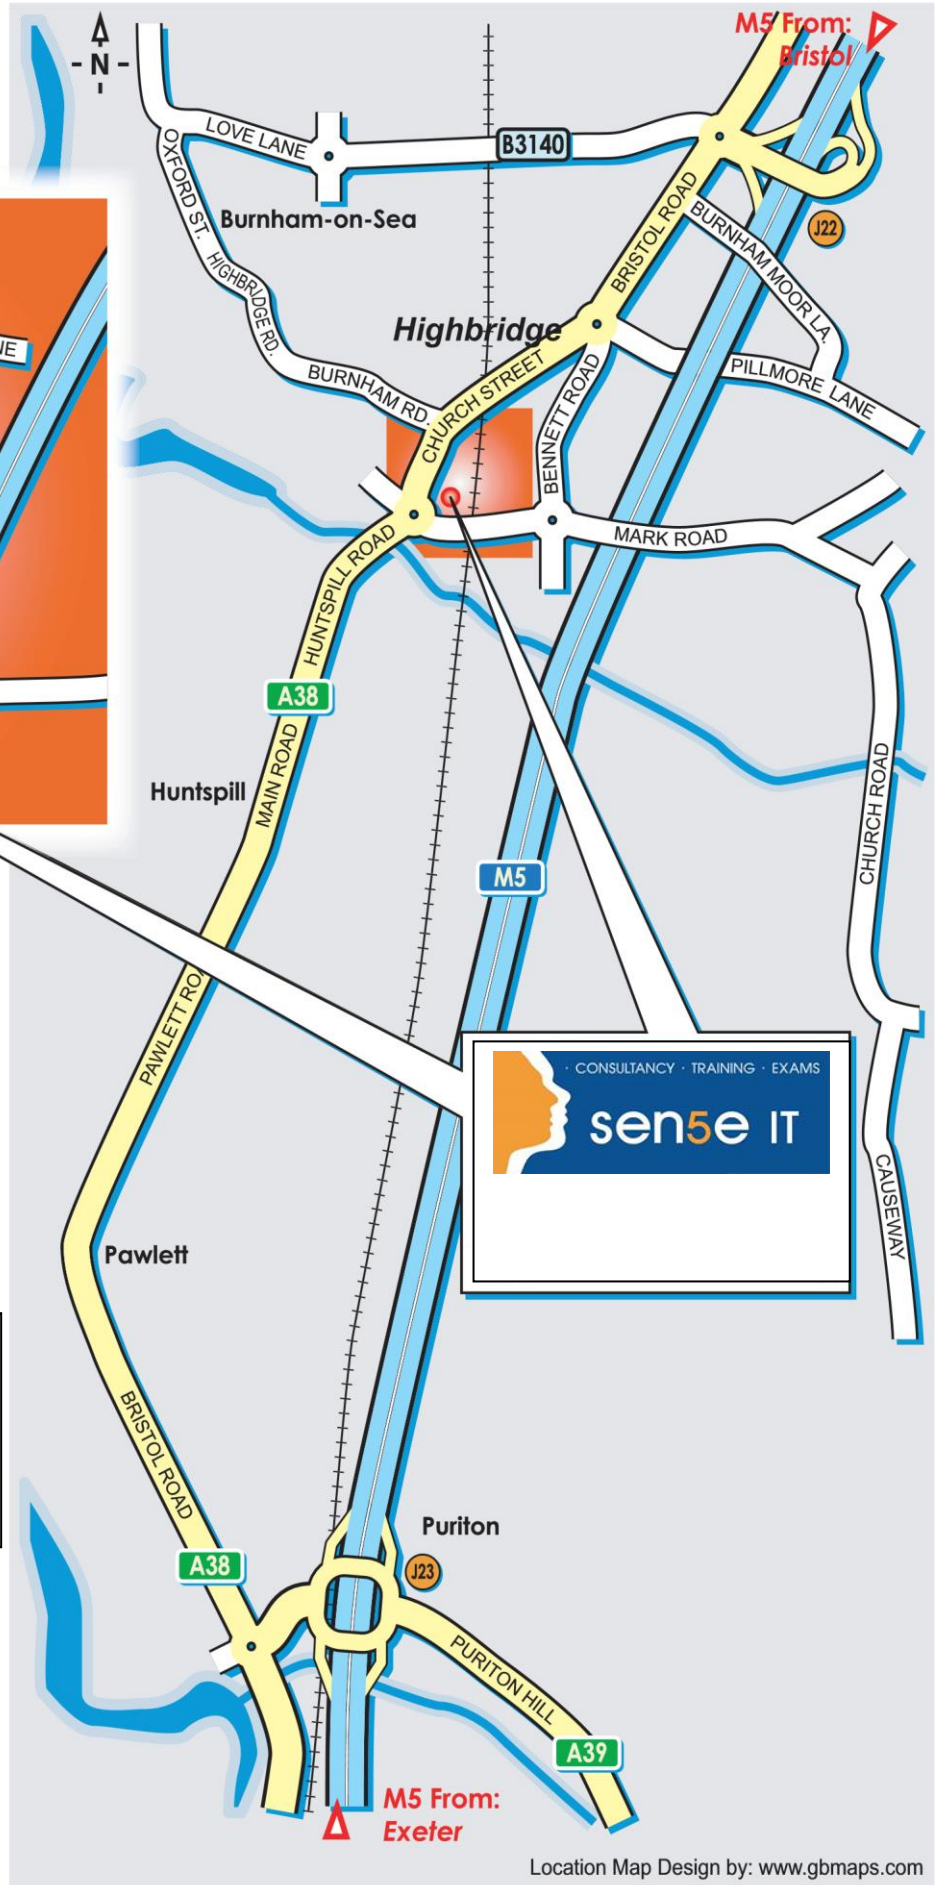 M5 From:
Bristol
N
LOVE LANE
B3140
OXFORD ST.
Burnham-on-Sea
BRISTOL ROAD
BURNHAM MOOR LA.
J22
HIGHBRIDGE RD.
Highbridge
NE
BURNHAM RD.
CHURCH STREET
BENNETT ROAD
PILLMORE LANE
MARK ROAD
HUNTSPILL ROAD
A38
MAIN ROAD
Huntspill
CHURCH ROAD
M5
PAWLETT ROA
· CONSULTANCY · TRAINING · EXAMS
sen5e IT
CAUSEWAY
Pawlett
BRISTOL ROAD
Puriton
A38
J23
PURITON HILL
A39
M5 From:
Exeter
Location Map Design by: www.gbmaps.com